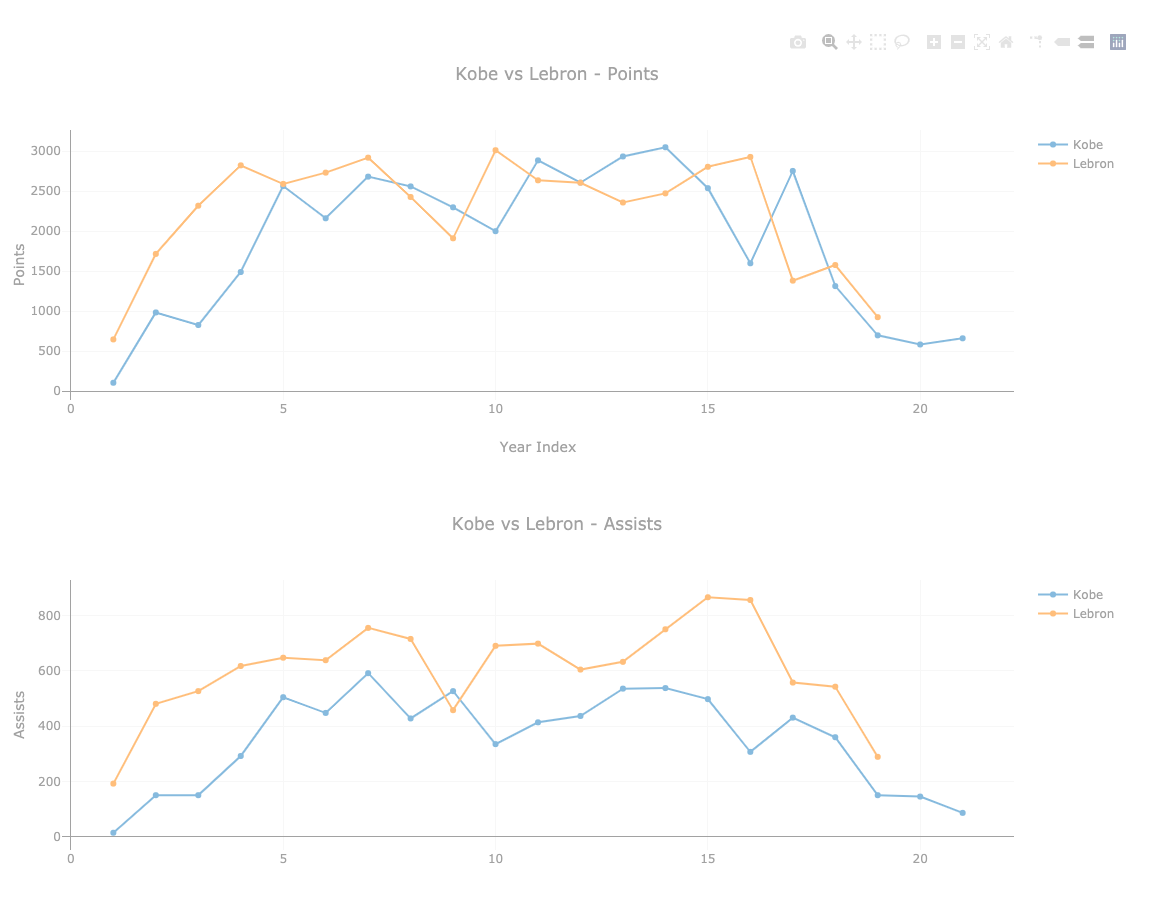 Kobe vs Lebron - Points
Kobe
Lebron
3000
2500
2000
1500
1000
500
0
Points
0 5 10 15 20
Year Index
Kobe vs Lebron - Assists
Kobe
Lebron
800
600
400
200
0
Assists
0 5 10 15 20